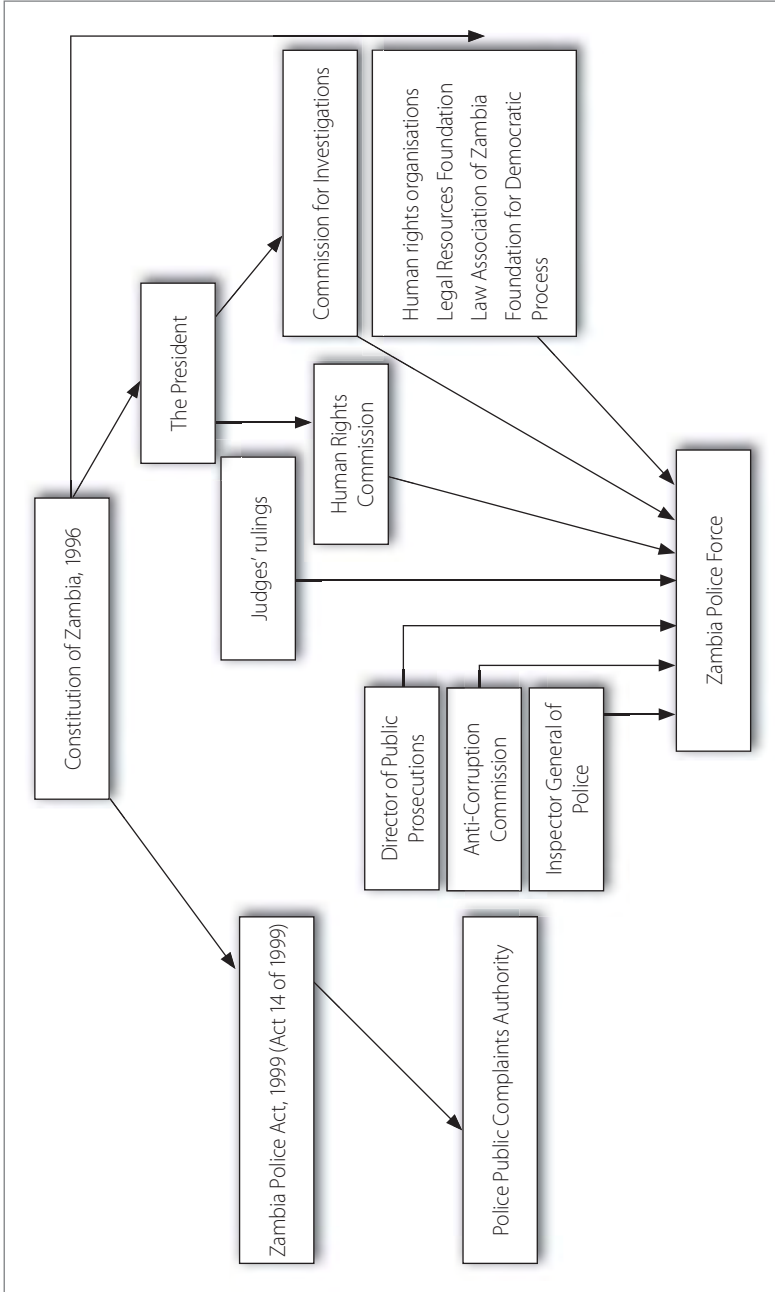 Constitution of Zambia, 1996
Zambia Police Act, 1999 (Act 14 of 1999)
Police Public Complaints Authority
The President
Judges’ rulings
Human Rights
Commission
Commission for Investigations
Human rights organisations
Legal Resources Foundation
Law Association of Zambia
Foundation for Democratic
Process
Director of Public
Prosecutions
Anti-Corruption
Commission
Inspector General of
Police
Zambia Police Force